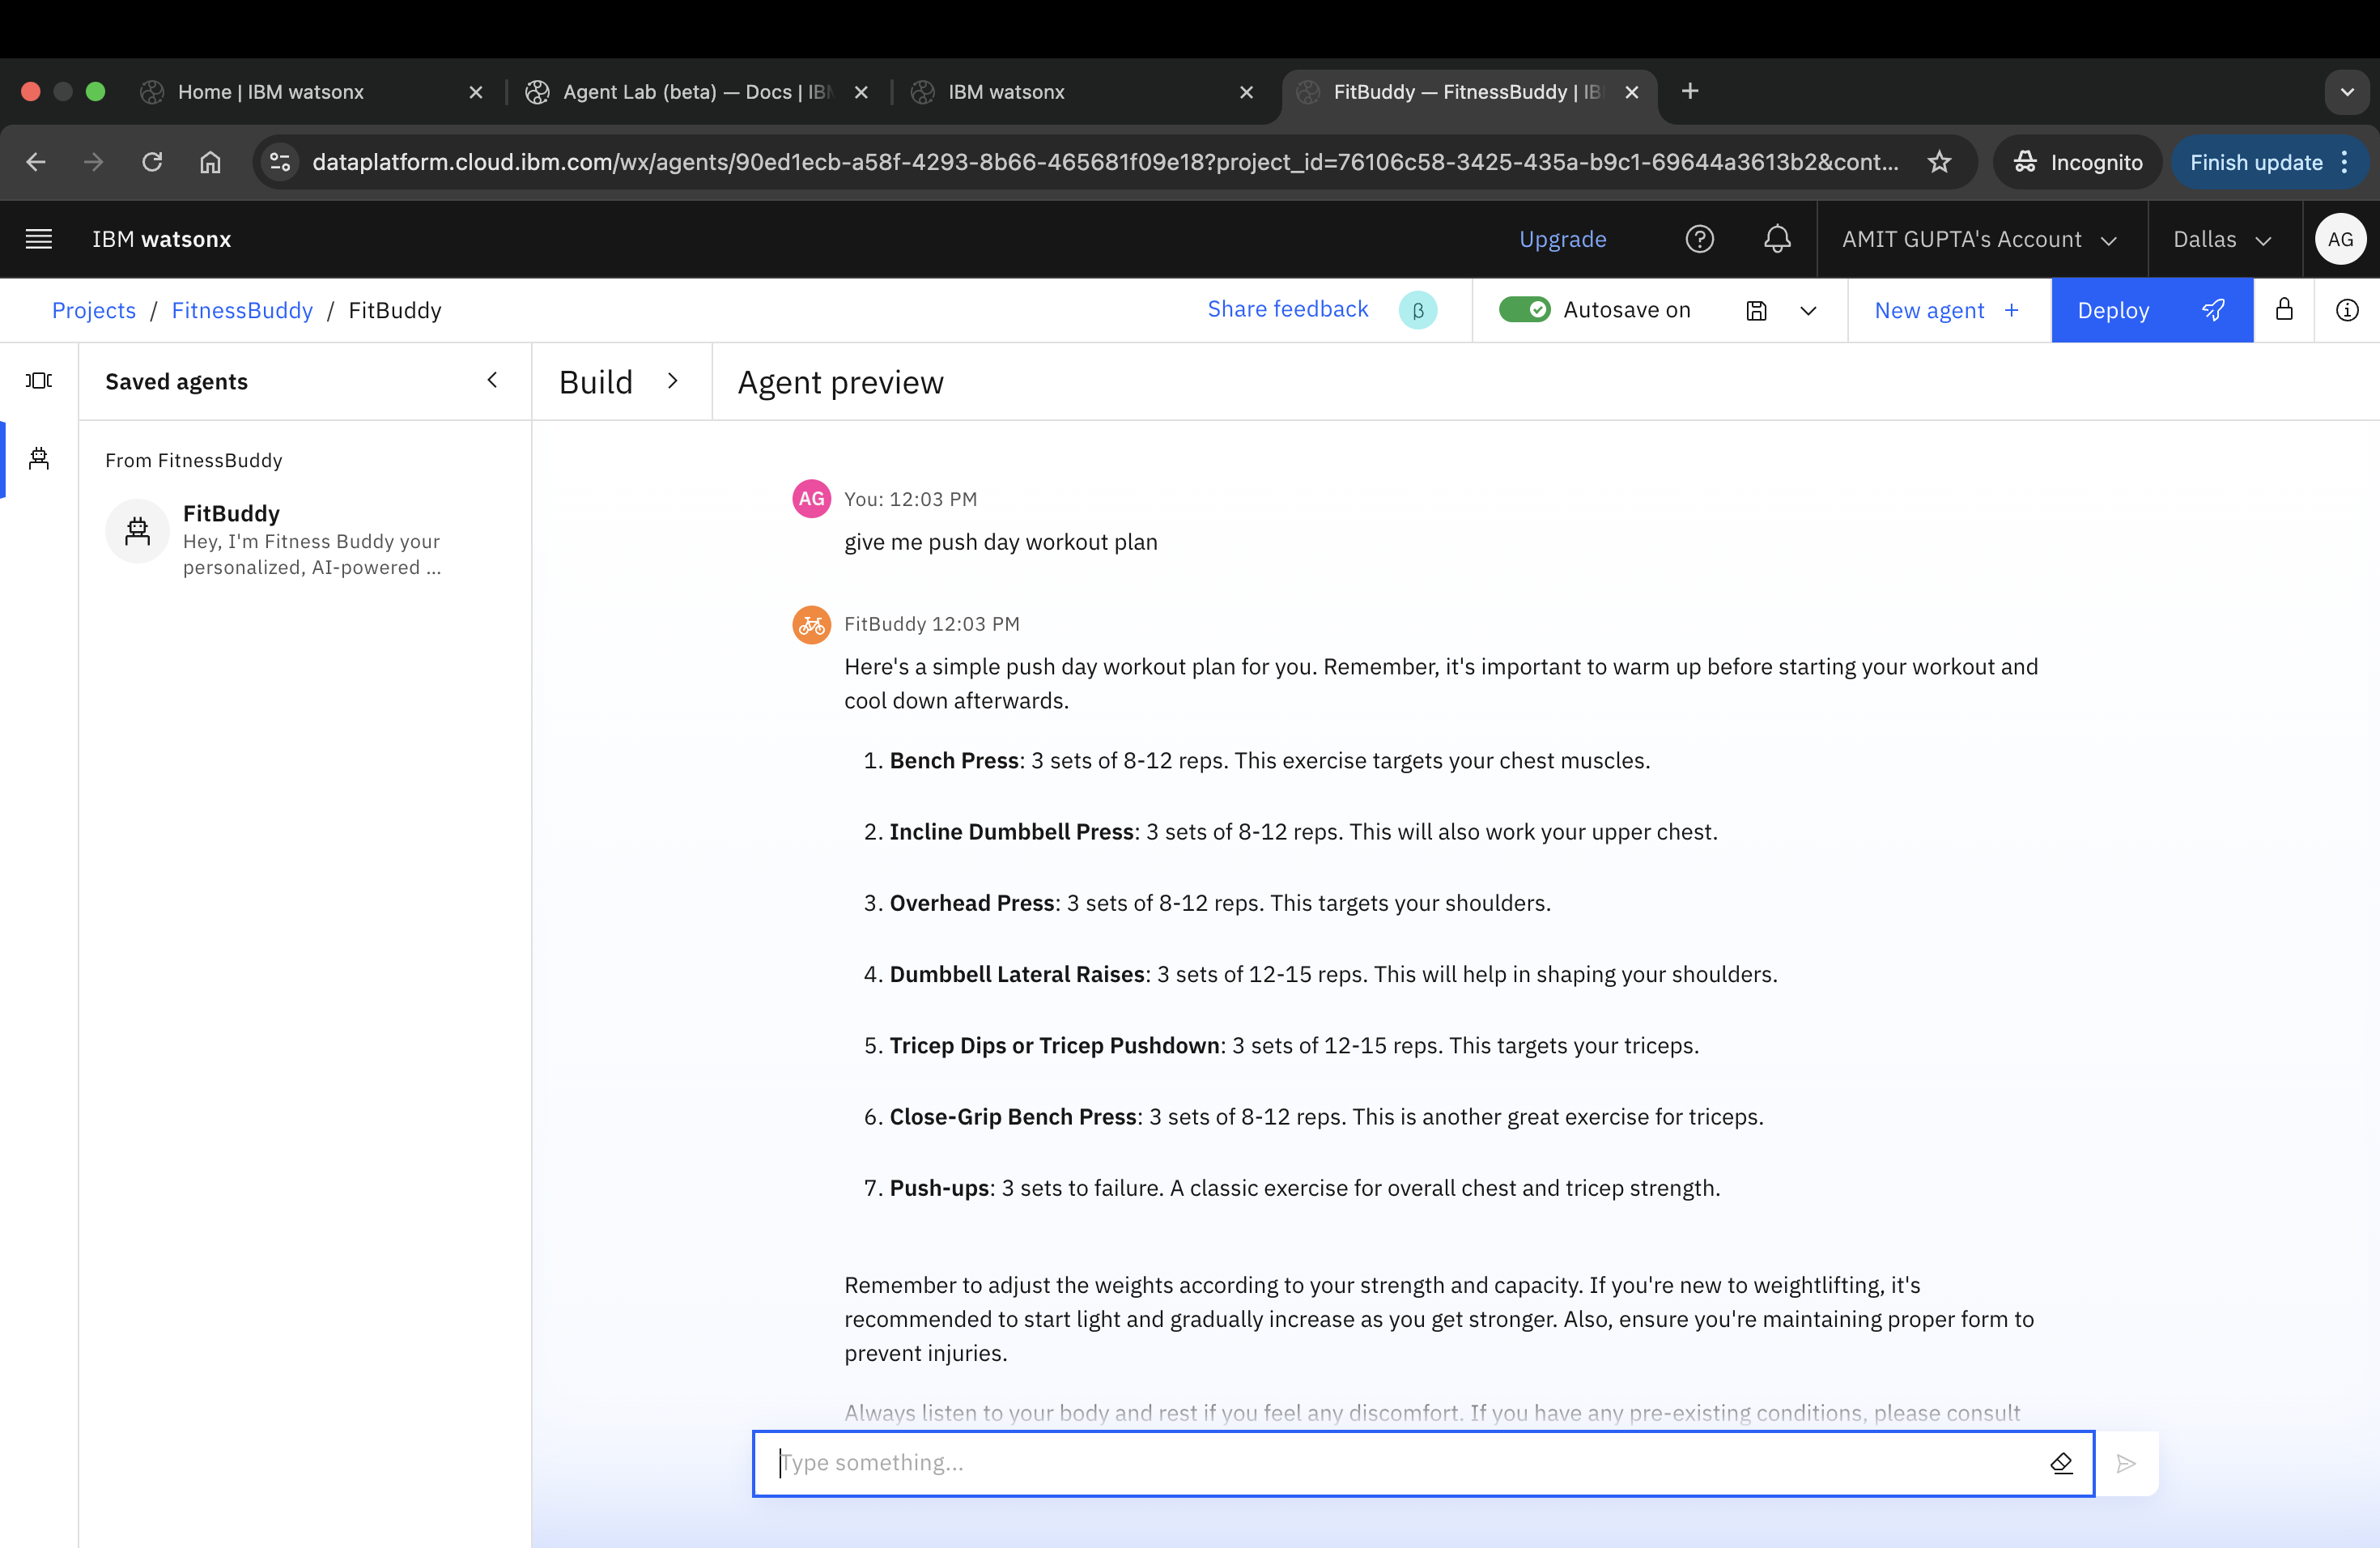 Home | IBM watsonx
Agent Lab (beta) — Docs | IBM
IBM watsonx
FitBuddy — FitnessBuddy | IB
dataplatform.cloud.ibm.com/wx/agents/90ed1ecb-a58f-4293-8b66-465681f09e18?project_id=76106c58-3425-435a-b9c1-69644a3613b2&cont...
Incognito
Finish update
IBM watsonx
Upgrade
AMIT GUPTA's Account
Dallas
AG
Projects / FitnessBuddy / FitBuddy
Share feedback
β
Autosave on
New agent +
Deploy
Saved agents
Build
Agent preview
From FitnessBuddy
FitBuddy
Hey, I'm Fitness Buddy your
personalized, AI-powered ...
AG
You: 12:03 PM
give me push day workout plan
FitBuddy 12:03 PM
Here's a simple push day workout plan for you. Remember, it's important to warm up before starting your workout and
cool down afterwards.
1. Bench Press: 3 sets of 8-12 reps. This exercise targets your chest muscles.
2. Incline Dumbbell Press: 3 sets of 8-12 reps. This will also work your upper chest.
3. Overhead Press: 3 sets of 8-12 reps. This targets your shoulders.
4. Dumbbell Lateral Raises: 3 sets of 12-15 reps. This will help in shaping your shoulders.
5. Tricep Dips or Tricep Pushdown: 3 sets of 12-15 reps. This targets your triceps.
6. Close-Grip Bench Press: 3 sets of 8-12 reps. This is another great exercise for triceps.
7. Push-ups: 3 sets to failure. A classic exercise for overall chest and tricep strength.
Remember to adjust the weights according to your strength and capacity. If you're new to weightlifting, it's
recommended to start light and gradually increase as you get stronger. Also, ensure you're maintaining proper form to
prevent injuries.
Always listen to your body and rest if you feel any discomfort. If you have any pre-existing conditions, please consult
Type something...